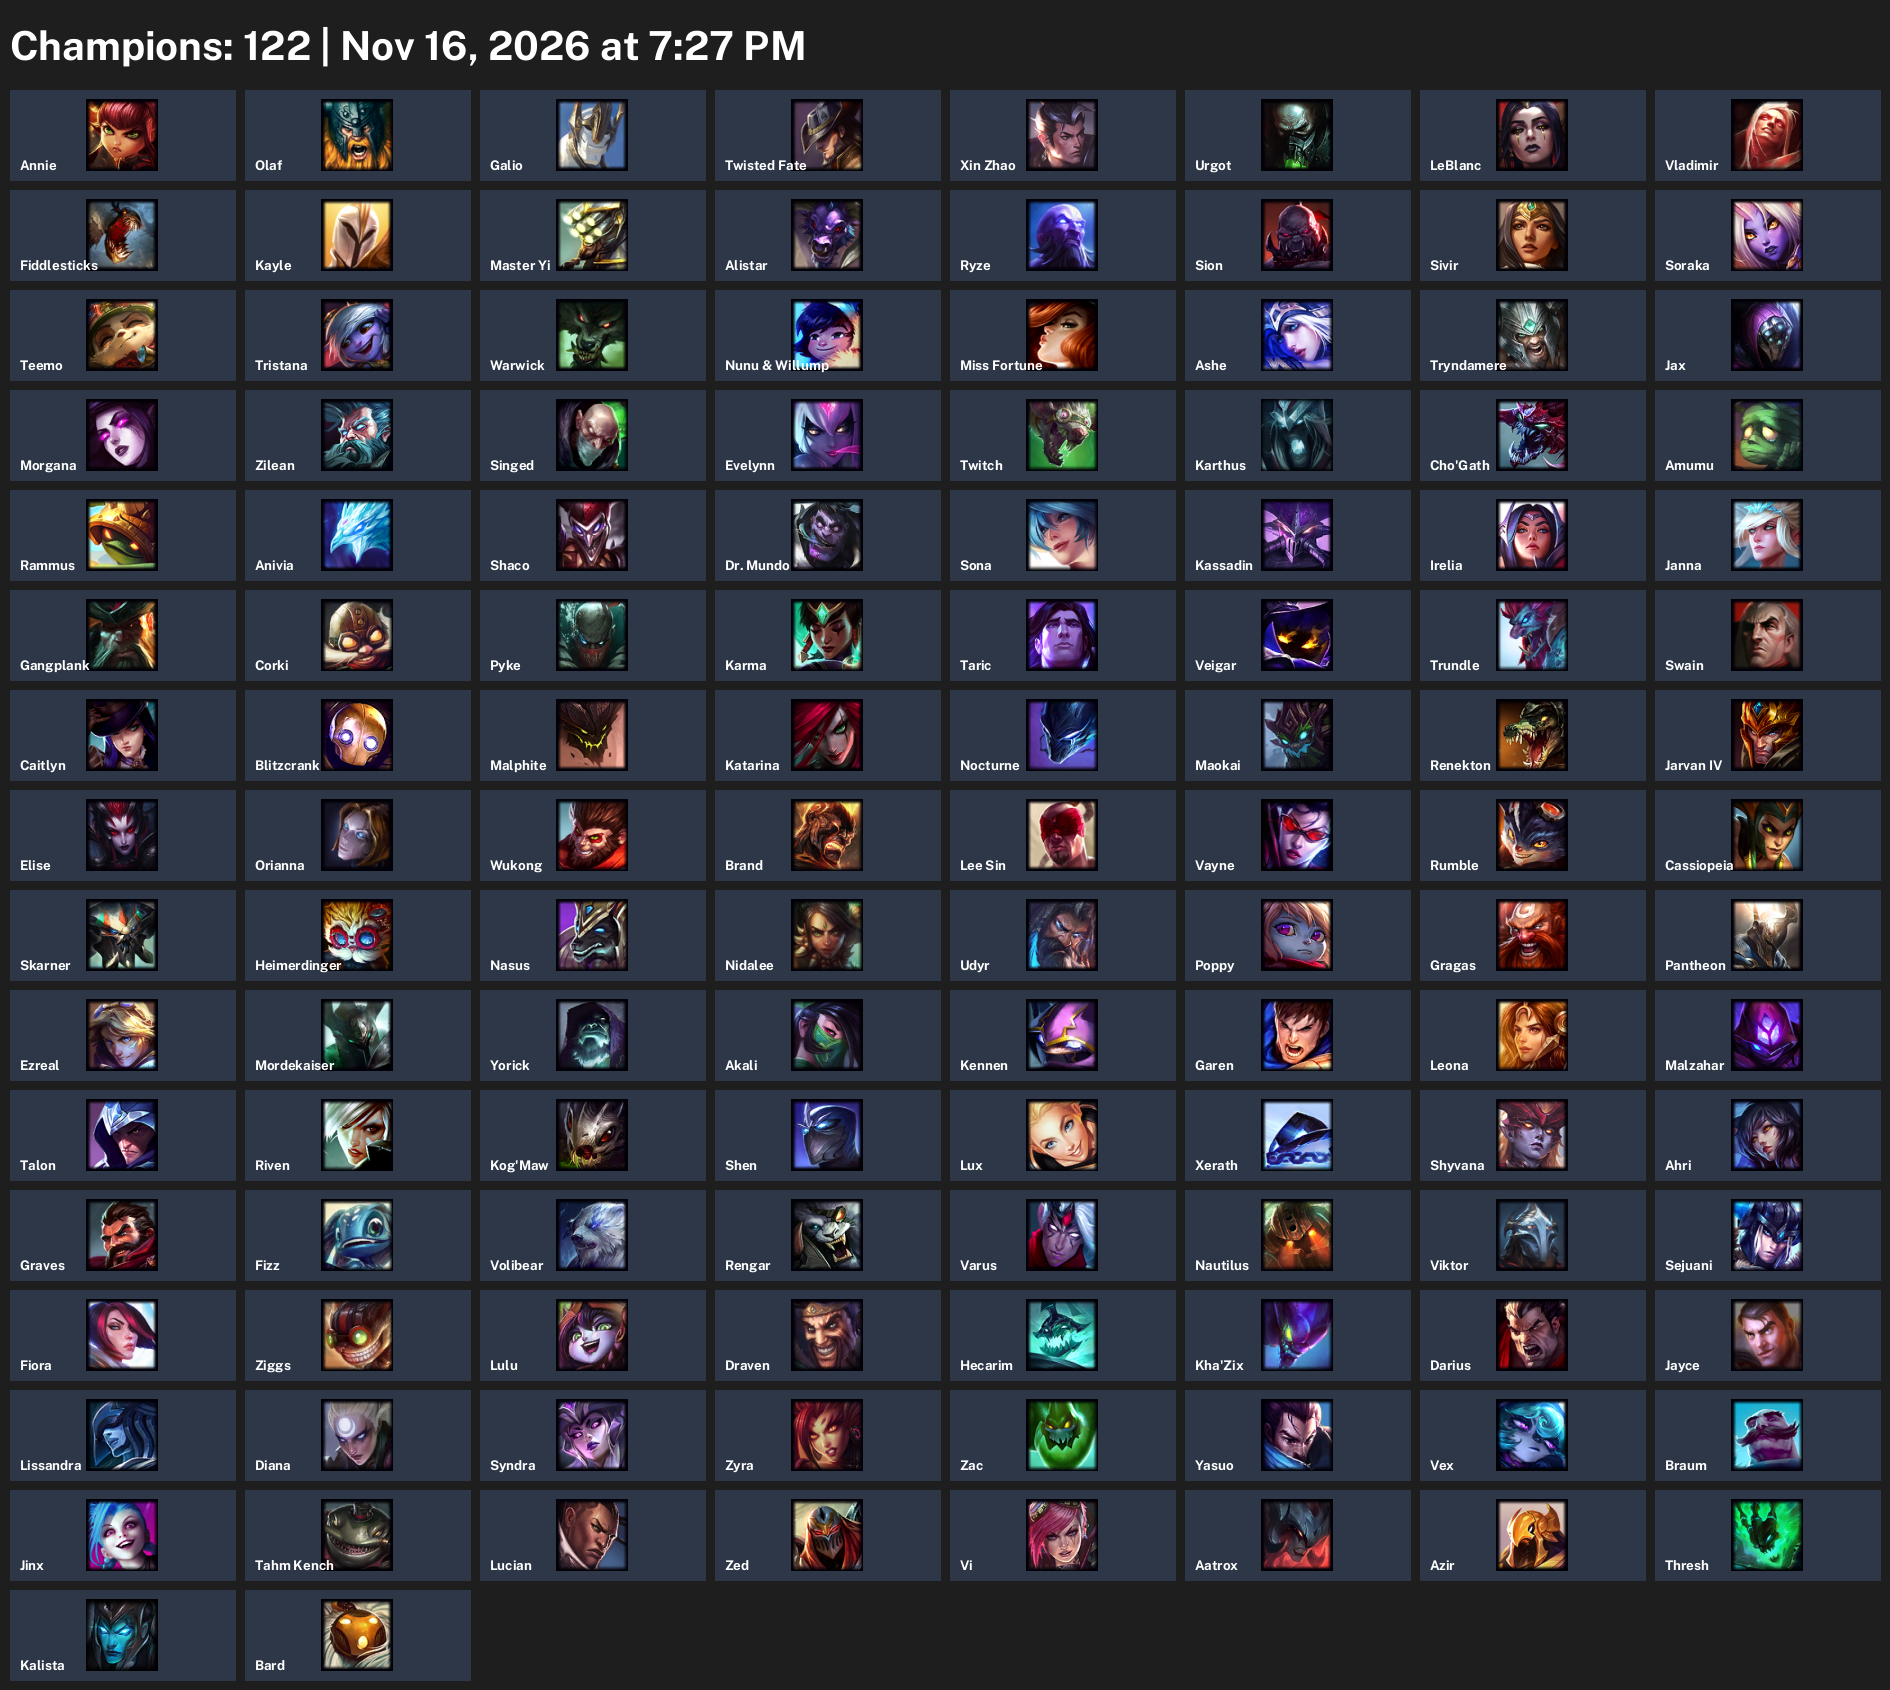 Champions: 122 | Nov 16, 2026 at 7:27 PM
Annie
Olaf
Galio
Twisted Fate
Xin Zhao
Urgot
LeBlanc
Vladimir
Fiddlesticks
Kayle
Master Yi
Alistar
Ryze
Sion
Sivir
Soraka
Teemo
Tristana
Warwick
Nunu & Willump
Miss Fortune
Ashe
Tryndamere
Jax
Morgana
Zilean
Singed
Evelynn
Twitch
Karthus
Cho'Gath
Amumu
Rammus
Anivia
Shaco
Dr. Mundo
Sona
Kassadin
Irelia
Janna
Gangplank
Corki
Pyke
Karma
Taric
Veigar
Trundle
Swain
Caitlyn
Blitzcrank
Malphite
Katarina
Nocturne
Maokai
Renekton
Jarvan IV
Elise
Orianna
Wukong
Brand
Lee Sin
Vayne
Rumble
Cassiopeia
Skarner
Heimerdinger
Nasus
Nidalee
Udyr
Poppy
Gragas
Pantheon
Ezreal
Mordekaiser
Yorick
Akali
Kennen
Garen
Leona
Malzahar
Talon
Riven
Kog'Maw
Shen
Lux
Xerath
Shyvana
Ahri
Graves
Fizz
Volibear
Rengar
Varus
Nautilus
Viktor
Sejuani
Fiora
Ziggs
Lulu
Draven
Hecarim
Kha'Zix
Darius
Jayce
Lissandra
Diana
Syndra
Zyra
Zac
Yasuo
Vex
Braum
Jinx
Tahm Kench
Lucian
Zed
Vi
Aatrox
Azir
Thresh
Kalista
Bard